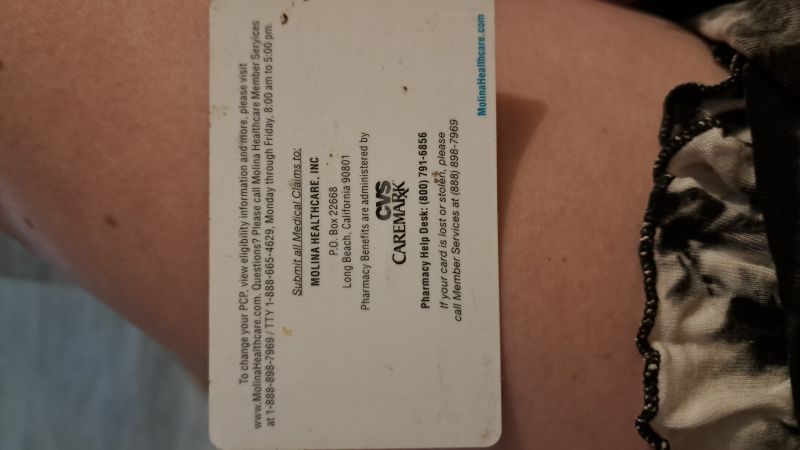 To change your PCP, view eligibility information and more, please visit
www.MolinaHealthcare.com. Questions? Please call Molina Healthcare Member Services
at 1-888-898-7969 / TTY 1-888-665-4629, Monday through Friday, 8:00 am to 5:00 pm.
Submit all Medical Claims to:
MOLINA HEALTHCARE, INC
P.O. Box 22668
Long Beach, California 90801
Pharmacy Benefits are administered by
CVS
CAREMARK
Pharmacy Help Desk: (800) 791-6856
If your card is lost or stolen, please
call Member Services at (888) 898-7969
MolinaHealthcare.com